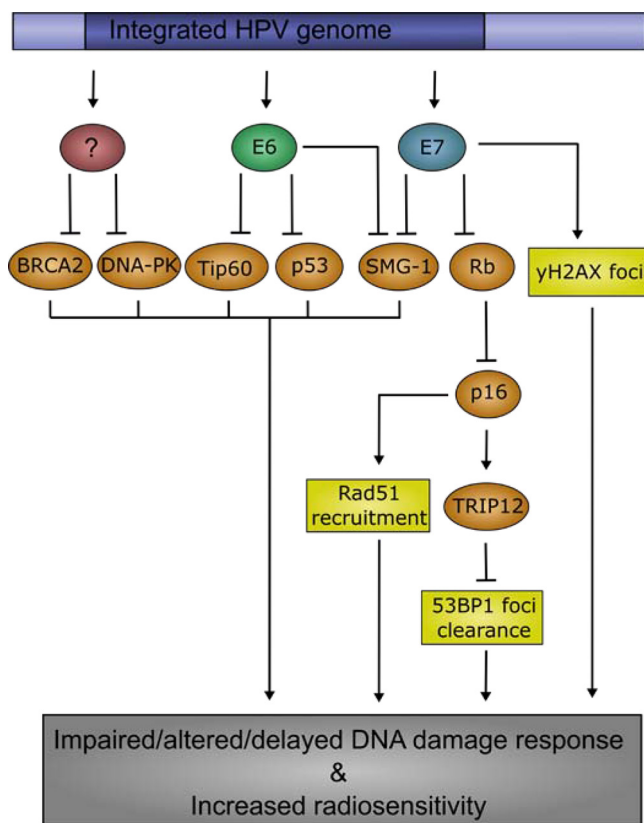 Integrated HPV genome
?
E6
E7
BRCA2
DNA-PK
Tip60
p53
SMG-1
Rb
yH2AX foci
p16
Rad51
recruitment
TRIP12
53BP1 foci
clearance
Impaired/altered/delayed DNA damage response
&
Increased radiosensitivity